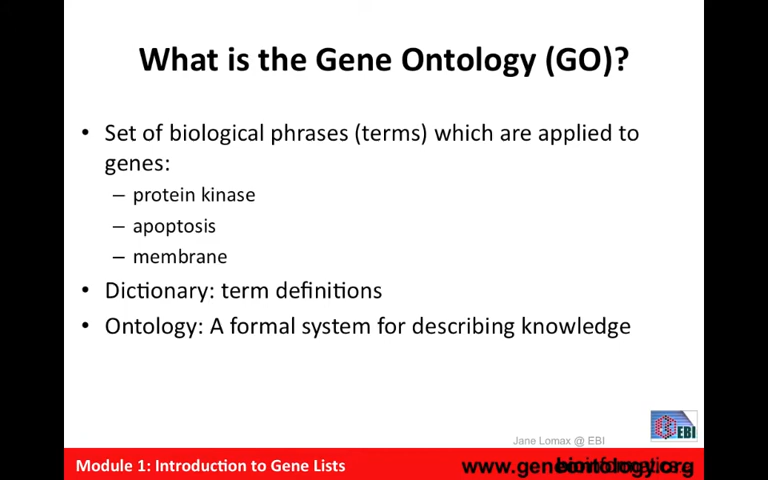 What is the Gene Ontology (GO)?
• Set of biological phrases (terms) which are applied to
genes:
– protein kinase
– apoptosis
– membrane
• Dictionary: term definitions
• Ontology: A formal system for describing knowledge
Jane Lomax @ EBI
EBI
Module 1: Introduction to Gene Lists